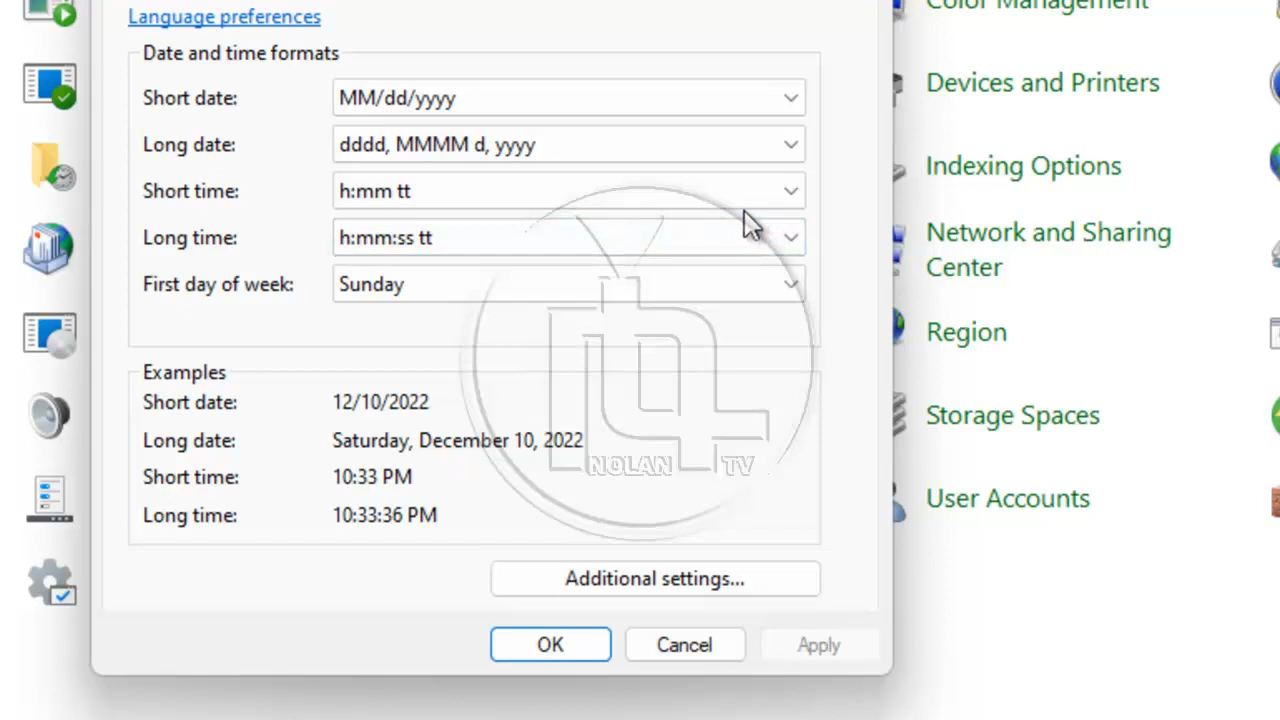 Language preferences
Color Management
Date and time formats
Short date: MM/dd/yyyy
Devices and Printers
Long date: dddd, MMMM d, yyyy
Indexing Options
Short time: h:mm tt
Long time: h:mm:ss tt
Network and Sharing
Center
First day of week: Sunday
Region
Examples
Short date: 12/10/2022
Storage Spaces
Long date: Saturday, December 10, 2022
NOLAN TV
Short time: 10:33 PM
User Accounts
Long time: 10:33:36 PM
Additional settings...
OK
Cancel
Apply